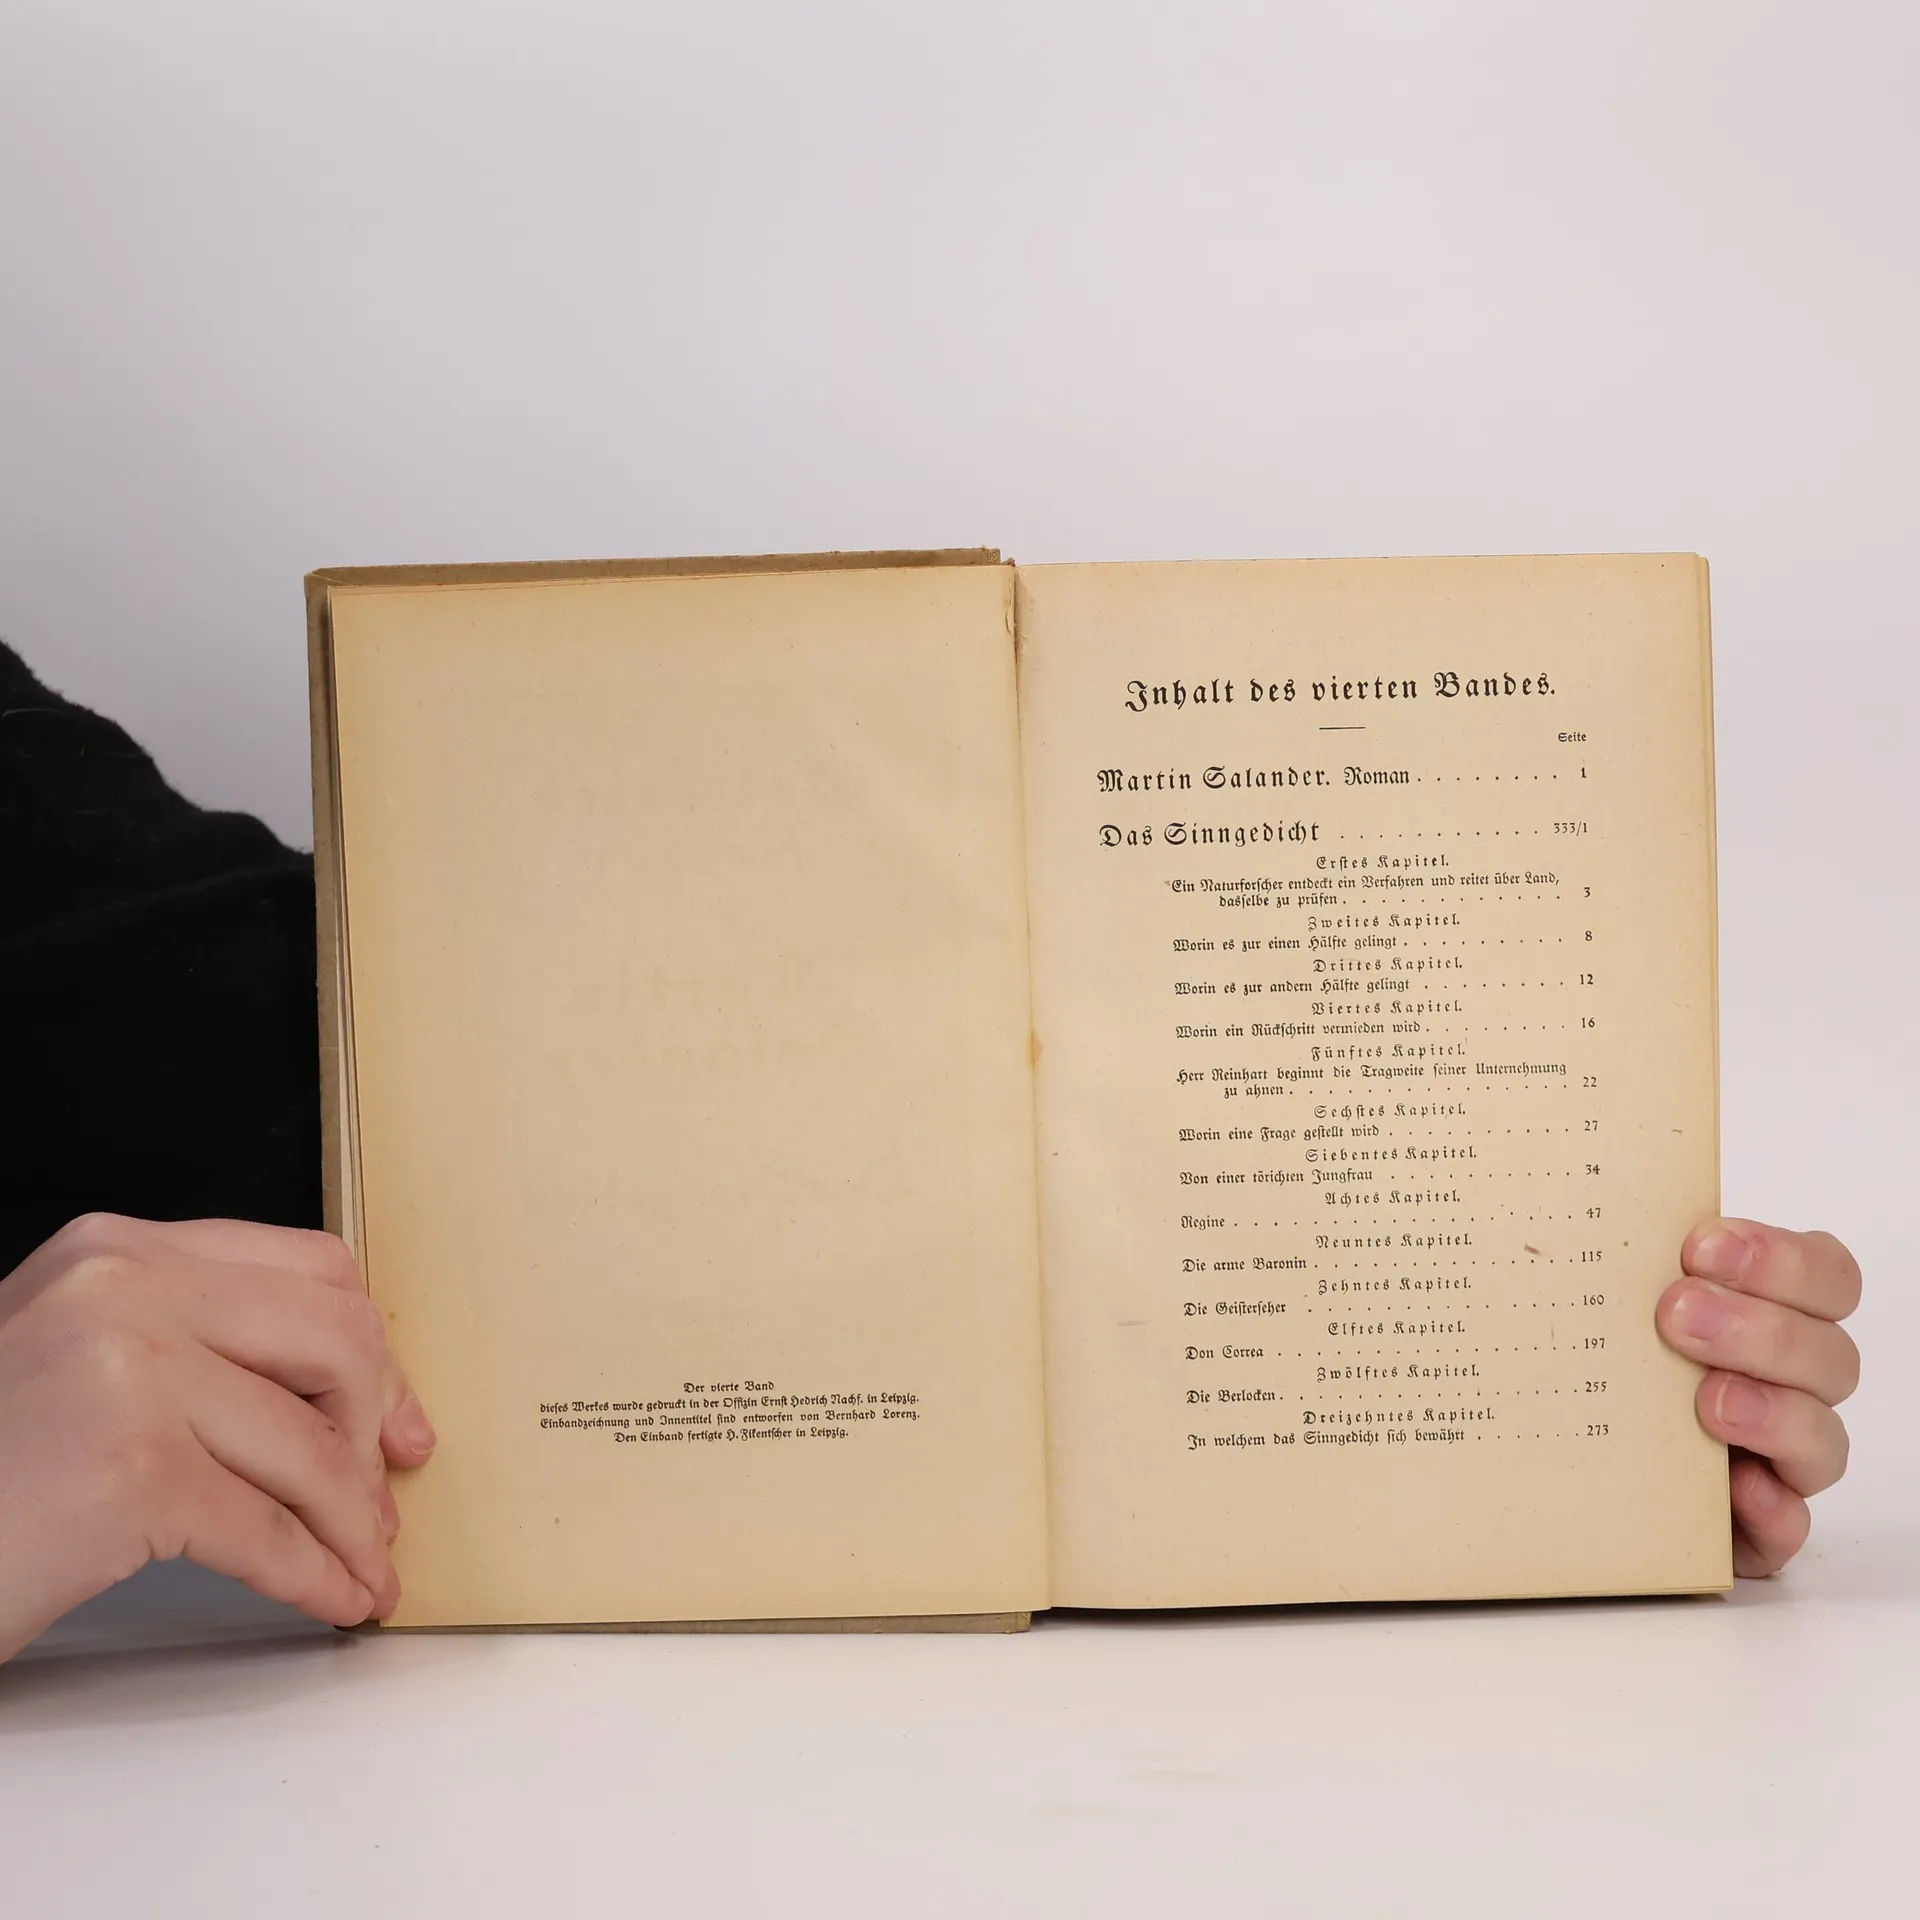 Der vierte Band
dieses Werkes wurde gedruckt in der Offizin Ernst Hedrich Nachf. in Leipzig.
Einbandzeichnung und Innentitel sind entworfen von Bernhard Lorenz.
Den Einband fertigte H. Fikentscher in Leipzig.
Inhalt des vierten Bandes.
Seite
Martin Salander. Roman . . . . . . . . 1
Das Sinngedicht . . . . . . . . . . . 333/1
Erstes Kapitel.
Ein Naturforscher entdeckt ein Verfahren und reitet über Land,
dasselbe zu prüfen . . . . . . . . . . . . 3
Zweites Kapitel.
Worin es zur einen Hälfte gelingt . . . . . . . . . 8
Drittes Kapitel.
Worin es zur andern Hälfte gelingt . . . . . . . . 12
Viertes Kapitel.
Worin ein Rückschritt vermieden wird . . . . . . . . 16
Fünftes Kapitel.
Herr Reinhart beginnt die Tragweite seiner Unternehmung
zu ahnen . . . . . . . . . . . . . . 22
Sechstes Kapitel.
Worin eine Frage gestellt wird . . . . . . . . . . 27
Siebentes Kapitel.
Von einer törichten Jungfrau . . . . . . . . . . 34
Achtes Kapitel.
Regine . . . . . . . . . . . . . . . . 47
Neuntes Kapitel.
Die arme Baronin . . . . . . . . . . . . . 115
Zehntes Kapitel.
Die Geisterseher . . . . . . . . . . . . . 160
Elftes Kapitel.
Don Correa . . . . . . . . . . . . . . . 197
Zwölftes Kapitel.
Die Berlocken . . . . . . . . . . . . . . 255
Dreizehntes Kapitel.
In welchem das Sinngedicht sich bewährt . . . . . . 273